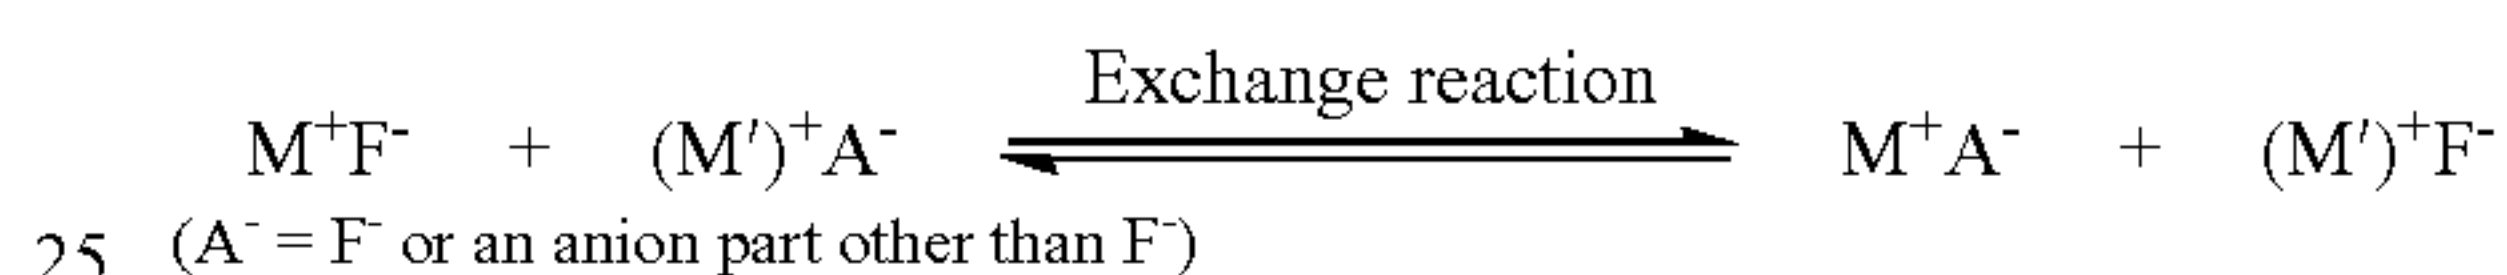 Exchange reaction
M⁺F⁻ + (M′)⁺A⁻ ⇌ M⁺A⁻ + (M′)⁺F⁻
25 (A⁻ = F⁻ or an anion part other than F⁻)